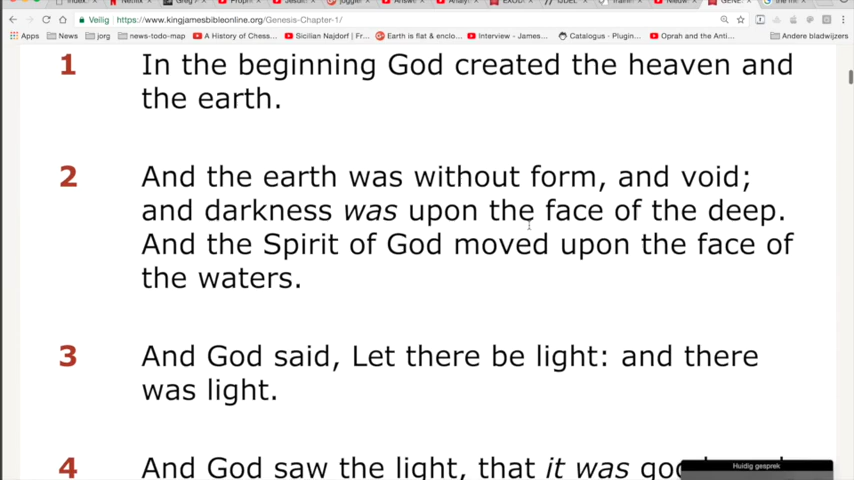 Netflix
Veilig https://www.kingjamesbibleonline.org/Genesis-Chapter-1/
Apps News jorg news-todo-map A History of Chess... Sicilian Najdorf | Fr... Earth is flat & enclo... Interview - James... Catalogus - Plugin... Oprah and the Anti... Andere bladwijzers
1 In the beginning God created the heaven and
the earth.
2 And the earth was without form, and void;
and darkness was upon the face of the deep.
And the Spirit of God moved upon the face of
the waters.
3 And God said, Let there be light: and there
was light.
4 And God saw the light, that it was
Huidig gesprek